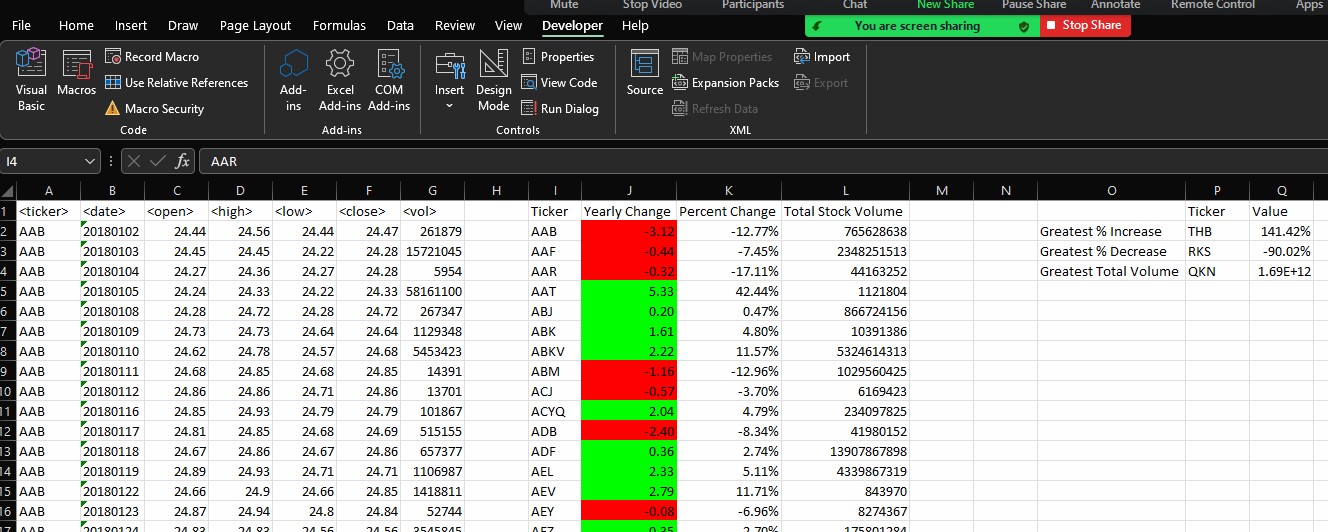 Mute Stop Video Participants Chat New Share Pause Share Annotate Remote Control Apps
File Home Insert Draw Page Layout Formulas Data Review View Developer Help
You are screen sharing Stop Share
Visual Basic
Macros
Record Macro
Use Relative References
Macro Security
Code
Add-ins
Excel Add-ins
COM Add-ins
Add-ins
Insert
Design Mode
Properties
View Code
Run Dialog
Controls
Source
Map Properties
Expansion Packs
Refresh Data
Import
Export
XML
I4 fx AAR
A B C D E F G H I J K L M N O P Q
1 <ticker> <date> <open> <high> <low> <close> <vol> Ticker Yearly Change Percent Change Total Stock Volume Ticker Value
2 AAB 20180102 24.44 24.56 24.44 24.47 261879 AAB -3.12 -12.77% 765628638 Greatest % Increase THB 141.42%
3 AAB 20180103 24.45 24.45 24.22 24.28 15721045 AAF -0.44 -7.45% 2348251513 Greatest % Decrease RKS -90.02%
4 AAB 20180104 24.27 24.36 24.27 24.28 5954 AAR -0.32 -17.11% 44163252 Greatest Total Volume QKN 1.69E+12
5 AAB 20180105 24.24 24.33 24.22 24.33 58161100 AAT 5.33 42.44% 1121804
6 AAB 20180108 24.28 24.72 24.28 24.72 267347 ABJ 0.20 0.47% 866724156
7 AAB 20180109 24.73 24.73 24.64 24.64 1129348 ABK 1.61 4.80% 10391386
8 AAB 20180110 24.62 24.78 24.57 24.68 5453423 ABKV 2.22 11.57% 5324614313
9 AAB 20180111 24.68 24.85 24.68 24.85 14391 ABM -1.16 -12.96% 1029560425
10 AAB 20180112 24.86 24.86 24.71 24.86 13701 ACJ -0.57 -3.70% 6169423
11 AAB 20180116 24.85 24.93 24.79 24.79 101867 ACYQ 2.04 4.79% 234097825
12 AAB 20180117 24.81 24.85 24.68 24.69 515155 ADB -2.40 -8.34% 41980152
13 AAB 20180118 24.67 24.86 24.67 24.86 657377 ADF 0.36 2.74% 13907867898
14 AAB 20180119 24.89 24.93 24.71 24.71 1106987 AEL 2.33 5.11% 4339867319
15 AAB 20180122 24.66 24.9 24.66 24.85 1418811 AEV 2.79 11.71% 843970
16 AAB 20180123 24.87 24.94 24.8 24.84 52744 AEY -0.08 -6.96% 8274367
17 AAB 20180124 24.83 24.83 24.56 24.56 3545845 AEZ 0.35 2.70% 175801284